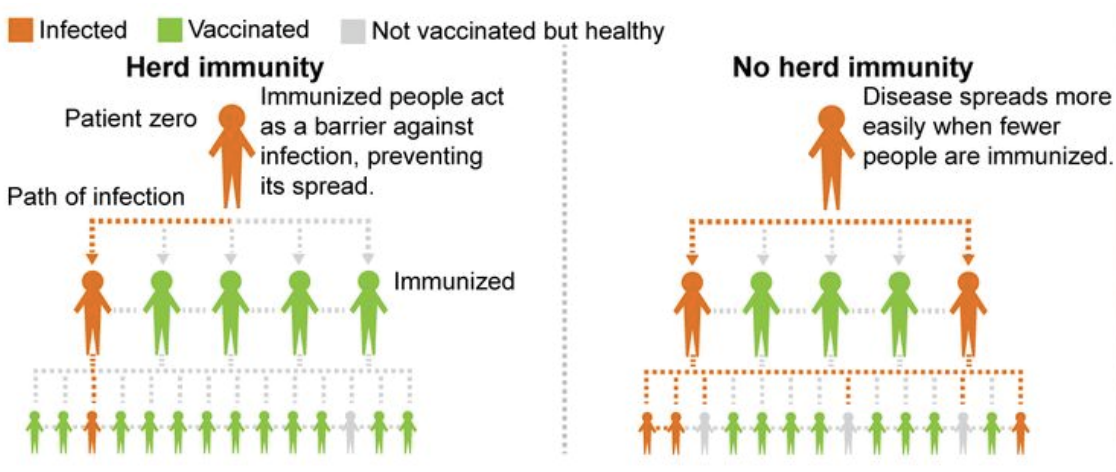 Infected
Vaccinated
Not vaccinated but healthy
Herd immunity
Patient zero
Immunized people act
as a barrier against
infection, preventing
its spread.
Path of infection
Immunized
No herd immunity
Disease spreads more
easily when fewer
people are immunized.